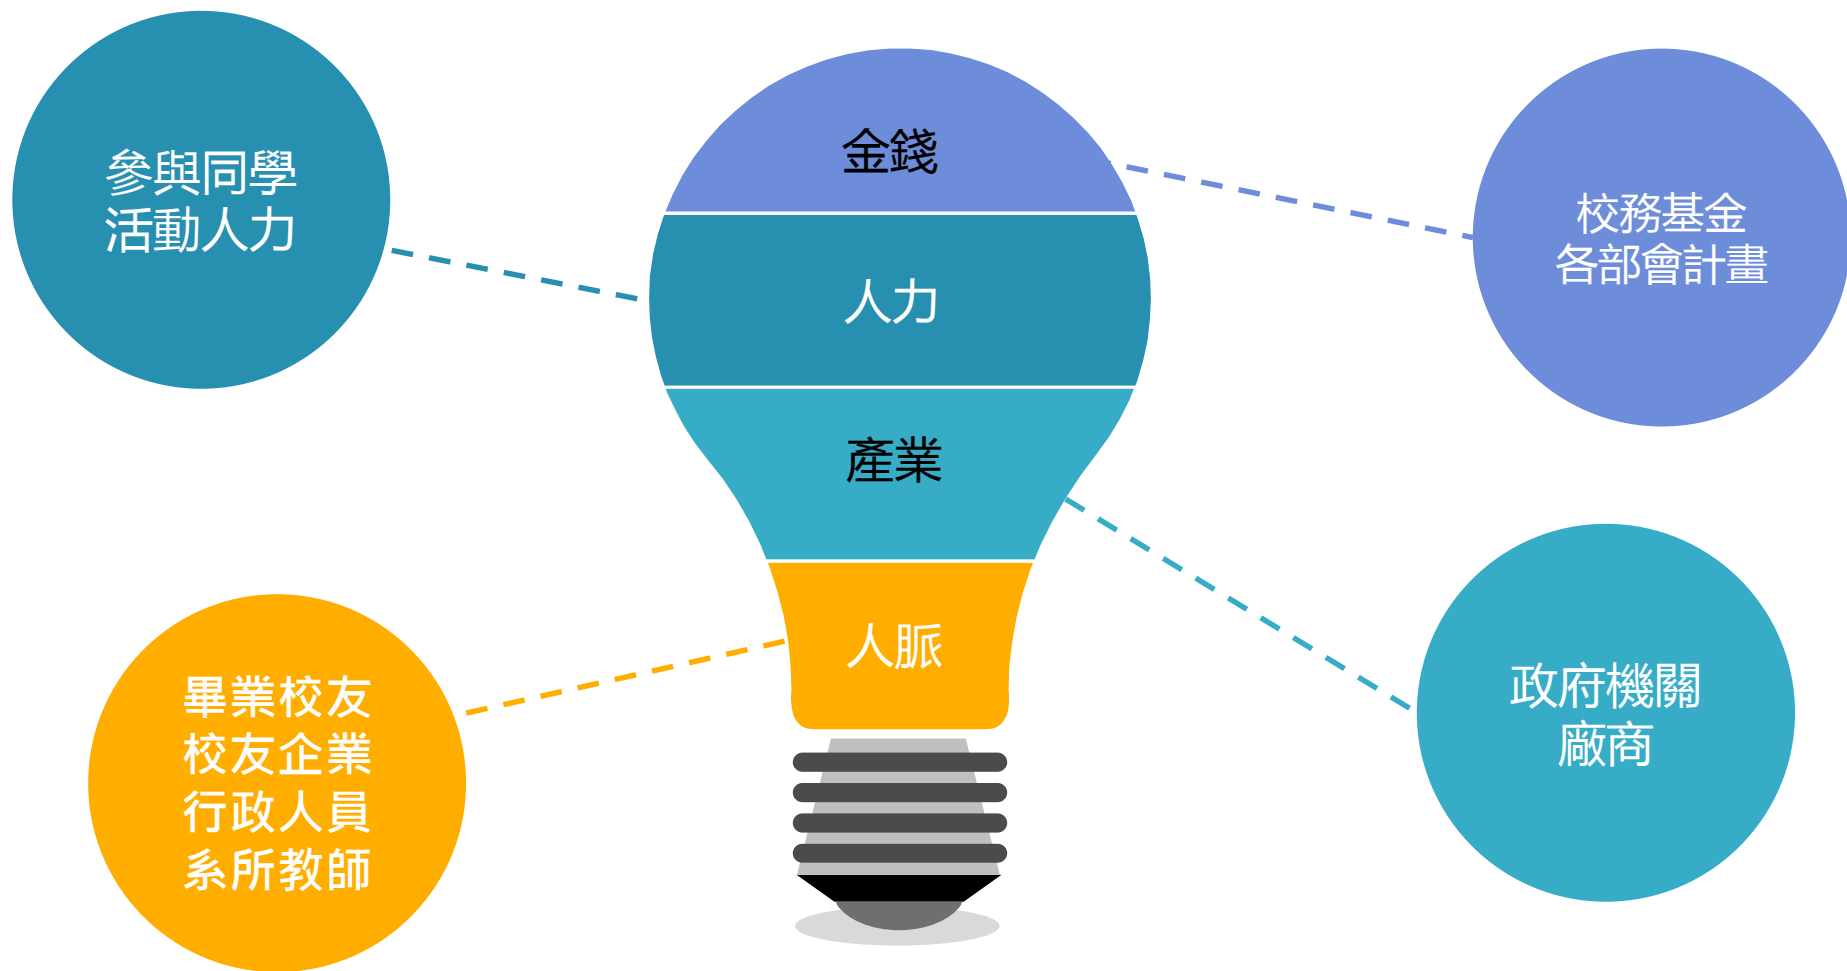 參與同學
活動人力
金錢
人力
產業
人脈
校務基金
各部會計畫
畢業校友
校友企業
行政人員
系所教師
政府機關
廠商